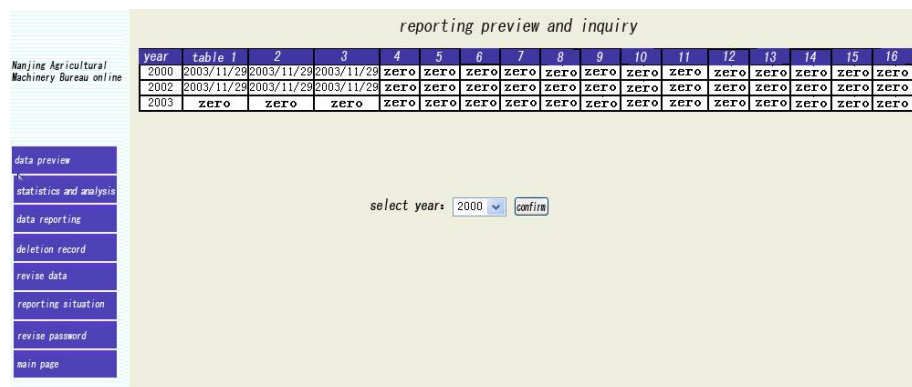 reporting preview and inquiry
Nanjing Agricultural
Machinery Bureau online
year table 1 2 3 4 5 6 7 8 9 10 11 12 13 14 15 16
2000 2003/11/29 2003/11/29 2003/11/29 zero zero zero zero zero zero zero zero zero zero zero zero zero
2002 2003/11/29 2003/11/29 2003/11/29 zero zero zero zero zero zero zero zero zero zero zero zero zero
2003 zero zero zero zero zero zero zero zero zero zero zero zero zero zero zero zero
data preview
statistics and analysis
data reporting
deletion record
revise data
reporting situation
revise password
main page
select year: 2000 confirm